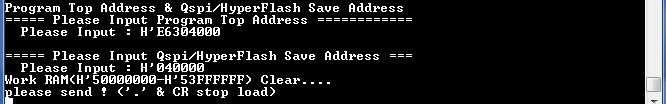 Program Top Address & Qspi/HyperFlash Save Address
===== Please Input Program Top Address ============
Please Input : H'E6304000
===== Please Input Qspi/HyperFlash Save Address ===
Please Input : H'040000
Work RAM(H'50000000-H'53FFFFFF) Clear....
please send ! ('.' & CR stop load)